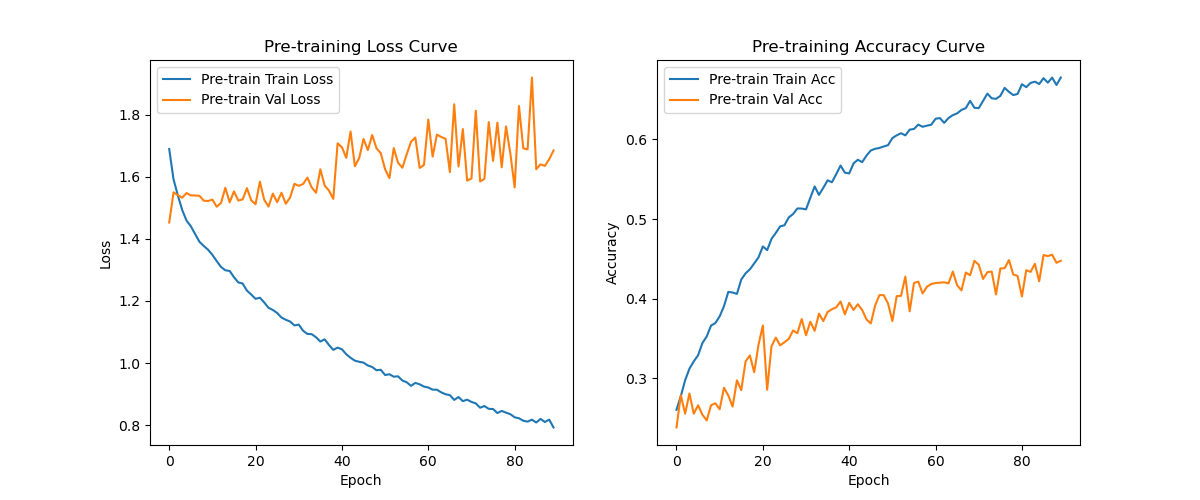 Pre-training Loss Curve
Pre-train Train Loss
Pre-train Val Loss
Loss
1.8
1.6
1.4
1.2
1.0
0.8
0
20
40
60
80
Epoch
Pre-training Accuracy Curve
Pre-train Train Acc
Pre-train Val Acc
Accuracy
0.6
0.5
0.4
0.3
0
20
40
60
80
Epoch